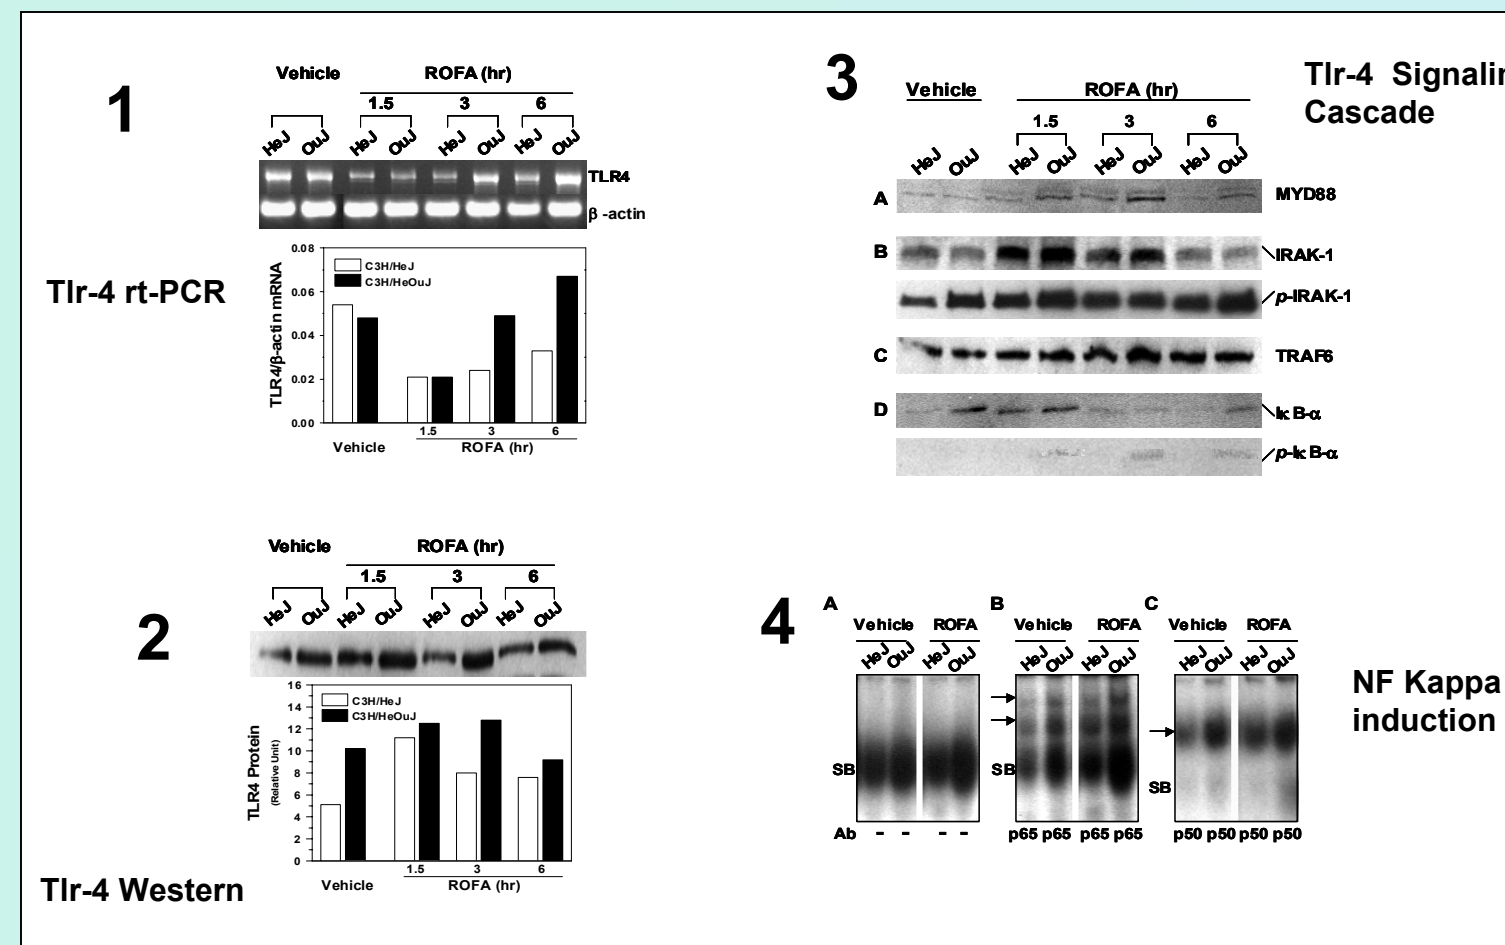 1
Vehicle ROFA (hr)
1.5 3 6
HeJ OuJ HeJ OuJ HeJ OuJ HeJ OuJ
TLR4
β -actin
Tlr-4 rt-PCR
TLR4/β-actin mRNA
0.08
0.06
0.04
0.02
0.00
C3H/HeJ
C3H/HeOuJ
1.5 3 6
Vehicle ROFA (hr)
2
Vehicle ROFA (hr)
1.5 3 6
HeJ OuJ HeJ OuJ HeJ OuJ HeJ OuJ
TLR4 Protein
(Relative Unit)
16
14
12
10
8
6
4
2
0
C3H/HeJ
C3H/HeOuJ
1.5 3 6
Vehicle ROFA (hr)
Tlr-4 Western
3
Tlr-4 Signalin
Cascade
Vehicle ROFA (hr)
1.5 3 6
HeJ OuJ HeJ OuJ HeJ OuJ HeJ OuJ
A MYD88
B IRAK-1
p-IRAK-1
C TRAF6
D Iκ B-α
p-Iκ B-α
4
A B C
Vehicle ROFA Vehicle ROFA Vehicle ROFA
HeJ OuJ HeJ OuJ HeJ OuJ HeJ OuJ HeJ OuJ HeJ OuJ
SB SB SB
Ab - - - - p65 p65 p65 p65 p50 p50 p50 p50
NF Kappa
induction